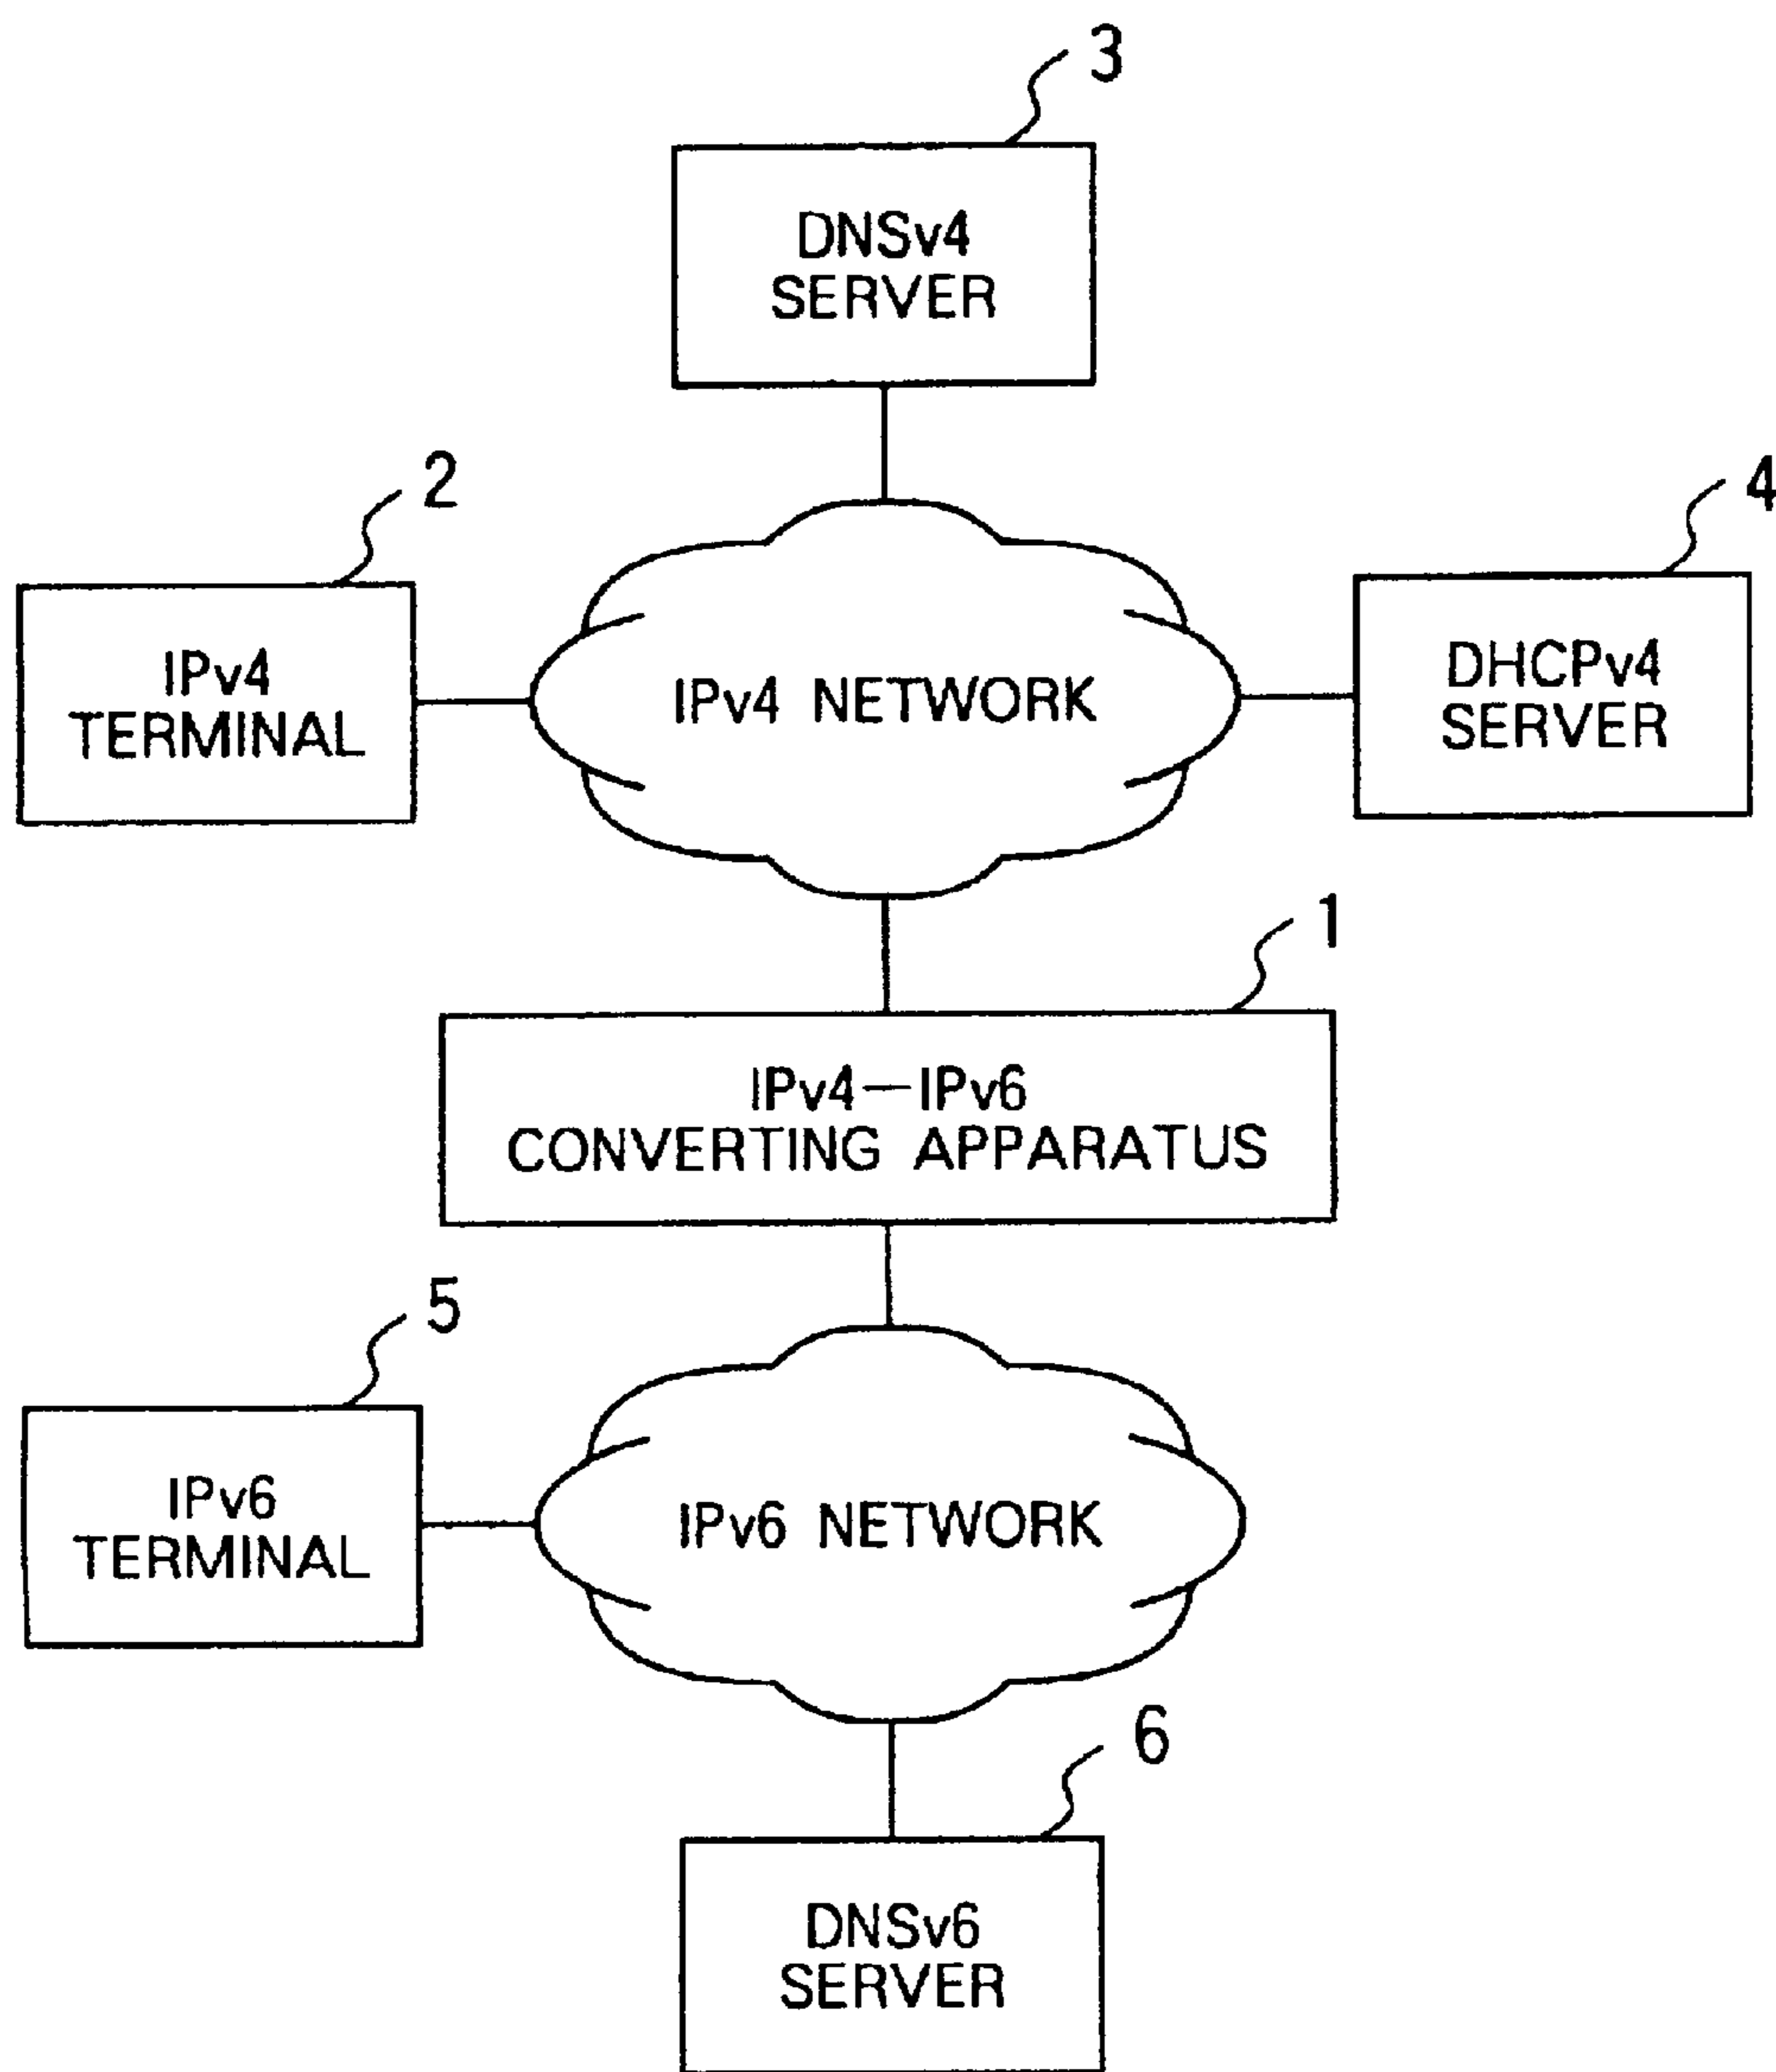 3
DNSv4
SERVER
2
4
IPv4
TERMINAL
IPv4 NETWORK
DHCPv4
SERVER
1
IPv4—IPv6
CONVERTING APPARATUS
5
IPv6
TERMINAL
IPv6 NETWORK
6
DNSv6
SERVER